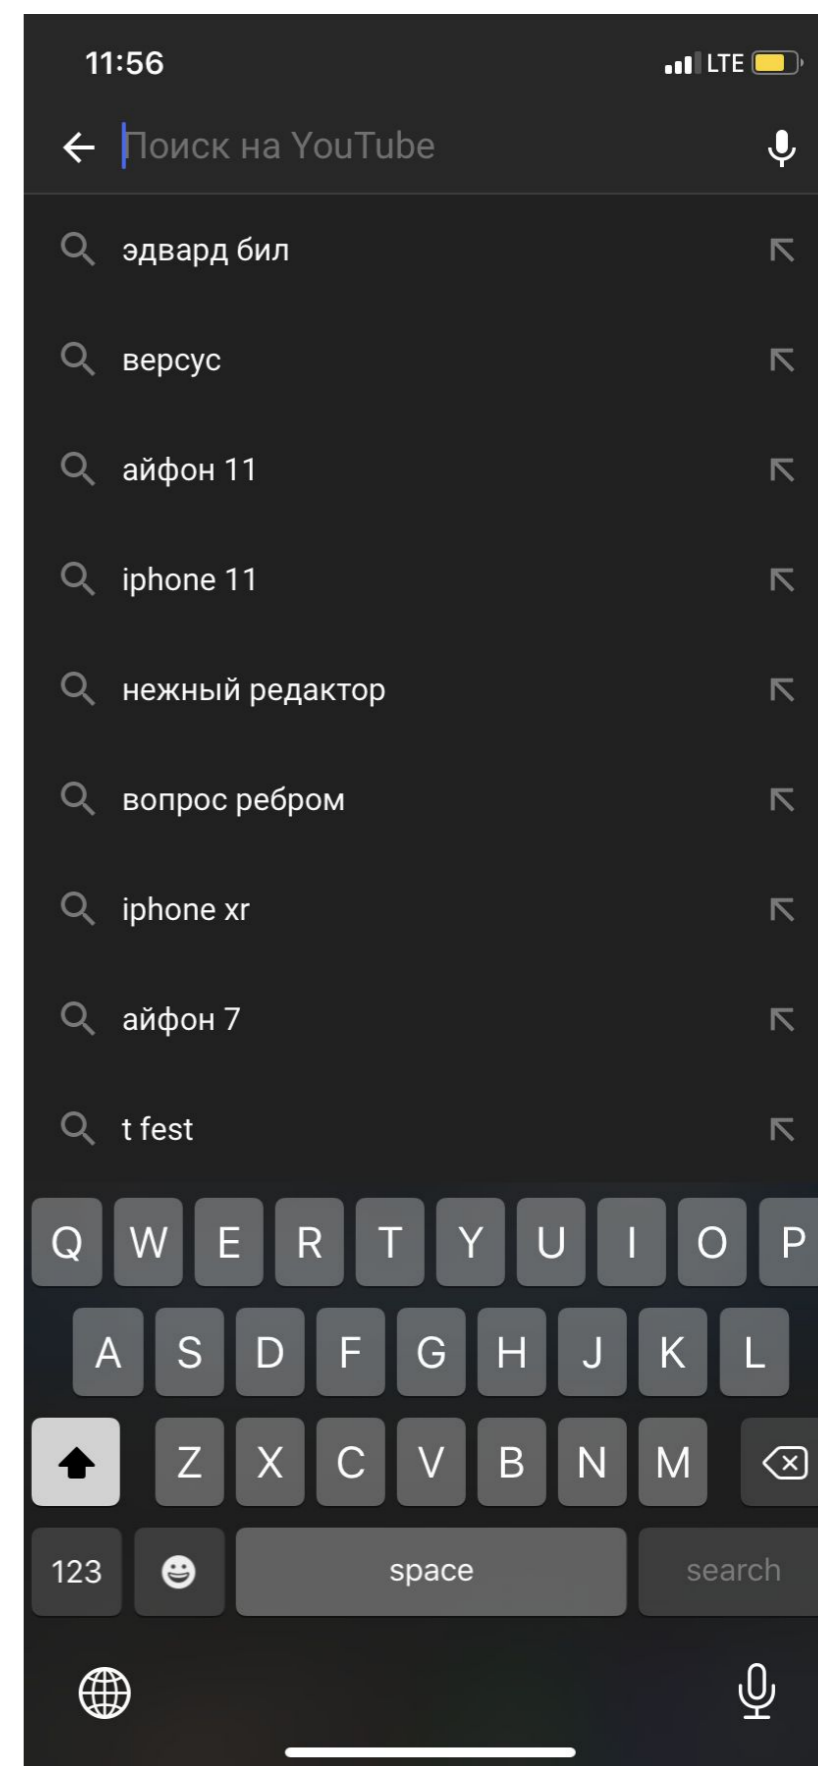 11:56
LTE
Поиск на YouTube
эдвард бил
версус
айфон 11
iphone 11
нежный редактор
вопрос ребром
iphone xr
айфон 7
t fest
Q W E R T Y U I O P
A S D F G H J K L
Z X C V B N M
123 space search